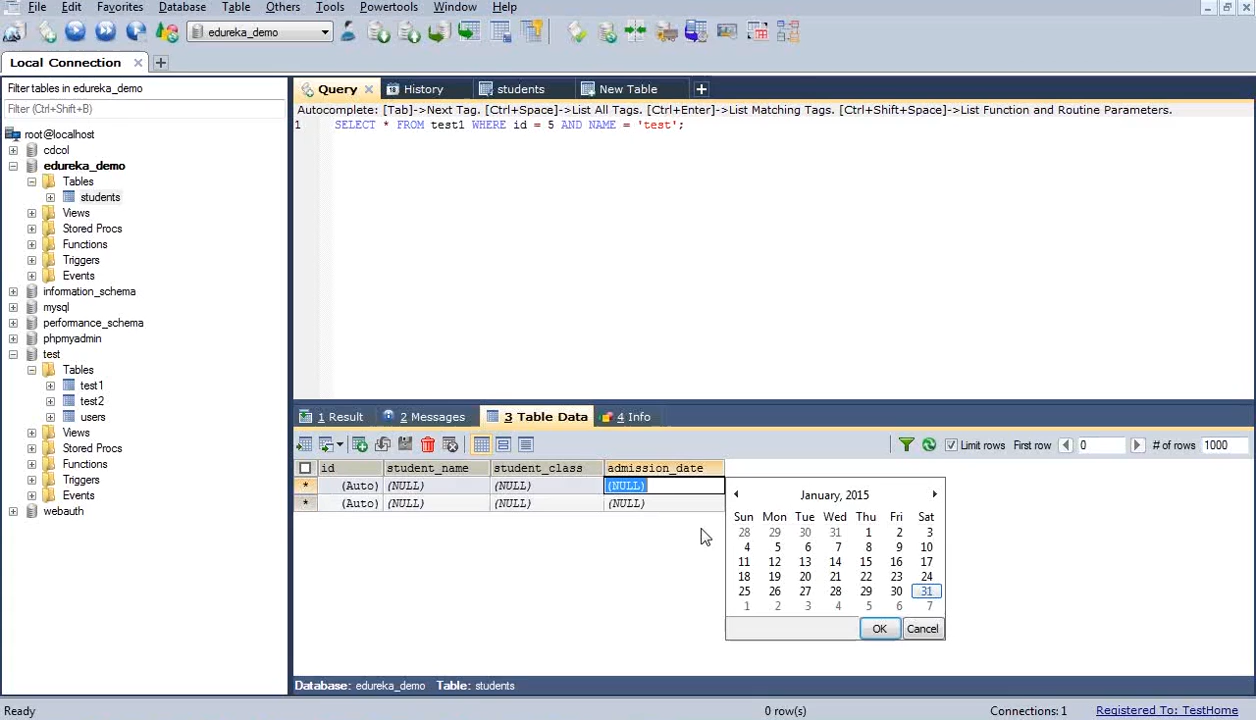 File Edit Favorites Database Table Others Tools Powertools Window Help
edureka_demo
Local Connection
Filter tables in edureka_demo
Filter (Ctrl+Shift+B)
root@localhost
cdcol
edureka_demo
Tables
students
Views
Stored Procs
Functions
Triggers
Events
information_schema
mysql
performance_schema
phpmyadmin
test
Tables
test1
test2
users
Views
Stored Procs
Functions
Triggers
Events
webauth
Query History students New Table
Autocomplete: [Tab]->Next Tag. [Ctrl+Space]->List All Tags. [Ctrl+Enter]->List Matching Tags. [Ctrl+Shift+Space]->List Function and Routine Parameters.
1 SELECT * FROM test1 WHERE id = 5 AND NAME = 'test';
1 Result 2 Messages 3 Table Data 4 Info
Limit rows First row 0 # of rows 1000
id student_name student_class admission_date
* (Auto) (NULL) (NULL) (NULL)
* (Auto) (NULL) (NULL) (NULL)
January, 2015
Sun Mon Tue Wed Thu Fri Sat
28 29 30 31 1 2 3
4 5 6 7 8 9 10
11 12 13 14 15 16 17
18 19 20 21 22 23 24
25 26 27 28 29 30 31
1 2 3 4 5 6 7
OK Cancel
Database: edureka_demo Table: students
Ready 0 row(s) Connections: 1 Registered To: TestHome